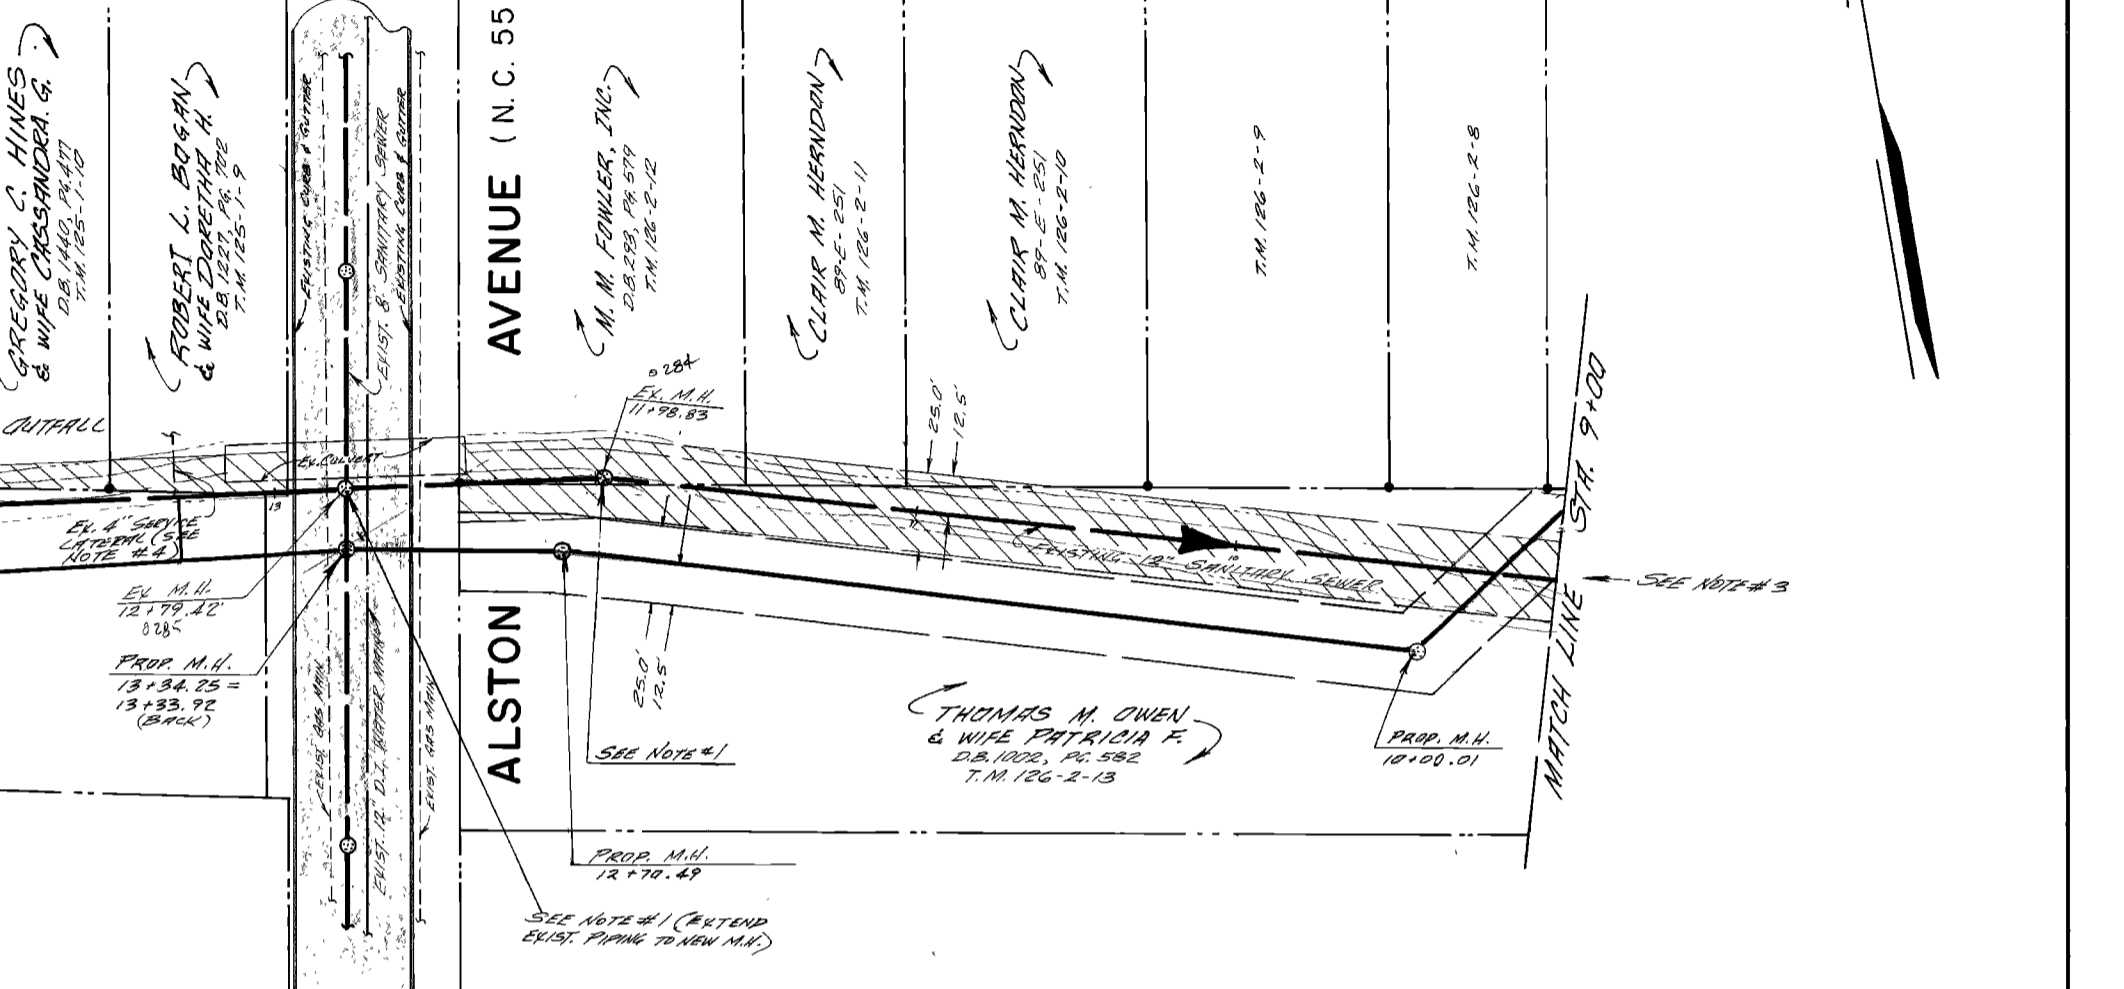 GREGORY C. HINES
& WIFE CASSANDRA G.
D.B. 1440, PG. 477
T.M. 125-1-10
ROBERT L. BOGAN
& WIFE DORETHA H.
D.B. 1227, PG. 702
T.M. 125-1-9
EXISTING CURB & GUTTER
EXIST. 8" SANITARY SEWER
EXISTING CURB & GUTTER
AVENUE (N.C. 55
M. M. FOWLER, INC.
D.B. 293, PG. 579
T.M. 126-2-12
CLAIR M. HERNDON
89-E-251
T.M. 126-2-11
CLAIR M. HERNDON
89-E-251
T.M. 126-2-10
T.M. 126-2-9
T.M. 126-2-8
0284
EX. M.H.
11+98.83
25.0'
12.5'
OUTFALL
EX. CULVERT
13
EX. 4" SERVICE
LATERAL (SEE
NOTE #4)
EX. M.H.
12+79.42
0285
PROP. M.H.
13+34.25 =
13+33.92
(BACK)
EXIST. GAS MAIN
EXIST. 12" D.I. WATER MAIN
EXIST. GAS MAIN
ALSTON
10
EXISTING 12" SANITARY SEWER
25.0'
12.5'
SEE NOTE #1
THOMAS M. OWEN
& WIFE PATRICIA F.
D.B. 1002, PG. 582
T.M. 126-2-13
PROP. M.H.
10+00.01
MATCH LINE STA. 9+00
SEE NOTE #3
PROP. M.H.
12+70.49
SEE NOTE #1 (EXTEND
EXIST. PIPING TO NEW M.H.)